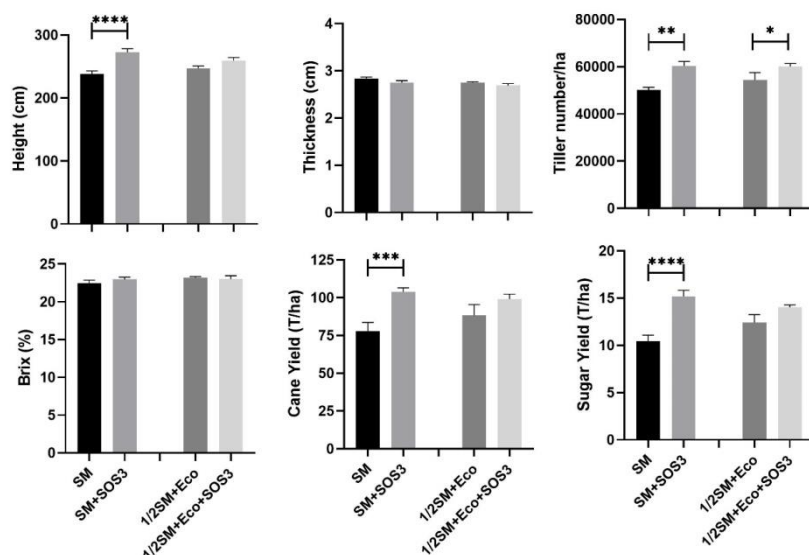 Height (cm)
300
200
100
0
****
Thickness (cm)
4
3
2
1
0
Tiller number/ha
80000
60000
40000
20000
0
**
*
Brix (%)
25
20
15
10
5
0
SM
SM+SOS3
1/2SM+Eco
1/2SM+Eco+SOS3
Cane Yield (T/ha)
125
100
75
50
25
0
***
SM
SM+SOS3
1/2SM+Eco
1/2SM+Eco+SOS3
Sugar Yield (T/ha)
20
15
10
5
0
****
SM
SM+SOS3
1/2SM+Eco
1/2SM+Eco+SOS3